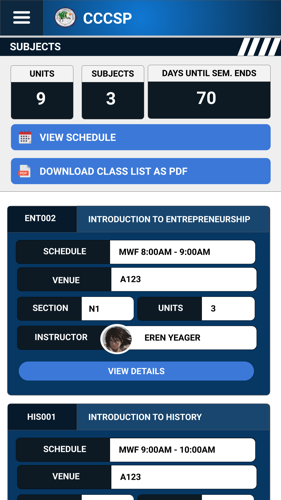 CCCSP
SUBJECTS
UNITS
9
SUBJECTS
3
DAYS UNTIL SEM. ENDS
70
VIEW SCHEDULE
DOWNLOAD CLASS LIST AS PDF
ENT002 INTRODUCTION TO ENTREPRENEURSHIP
SCHEDULE MWF 8:00AM - 9:00AM
VENUE A123
SECTION N1 UNITS 3
INSTRUCTOR EREN YEAGER
VIEW DETAILS
HIS001 INTRODUCTION TO HISTORY
SCHEDULE MWF 9:00AM - 10:00AM
VENUE A123